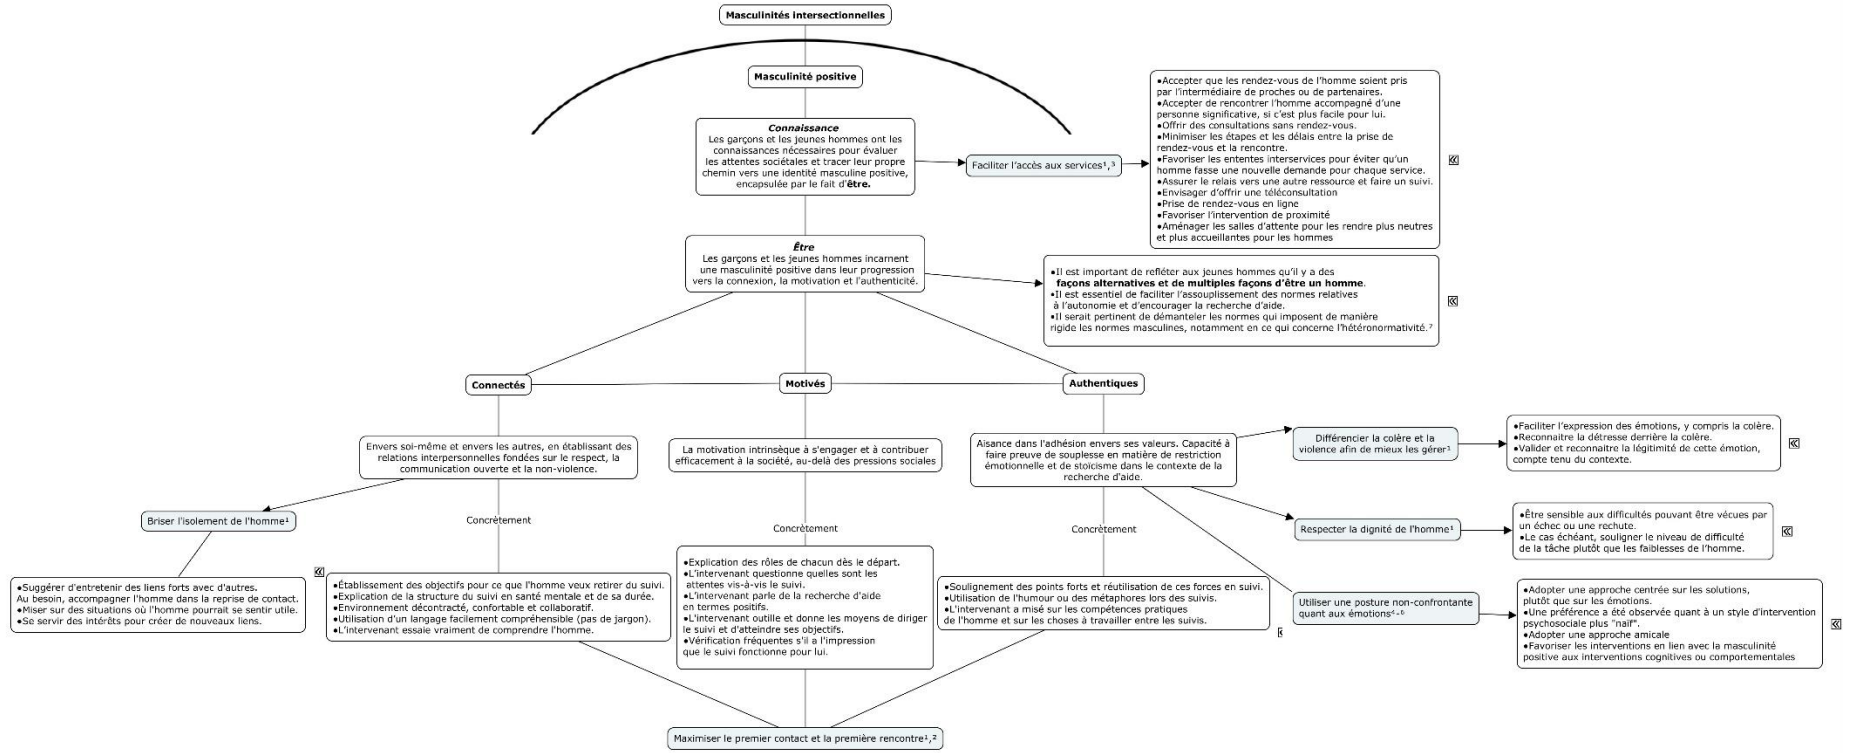 Masculinités intersectionnelles
Masculinité positive
Connaissance
Les garçons et les jeunes hommes ont les
connaissances nécessaires pour évaluer
les attentes sociétales et tracer leur propre
chemin vers une identité masculine positive,
encapsulée par le fait d'être.
Faciliter l'accès aux services¹,³
•Accepter que les rendez-vous de l'homme soient pris
par l'intermédiaire de proches ou de partenaires.
•Accepter de rencontrer l'homme accompagné d'une
personne significative, si c'est plus facile pour lui.
•Offrir des consultations sans rendez-vous.
•Minimiser les étapes et les délais entre la prise de
rendez-vous et la rencontre.
•Favoriser les ententes interservices pour éviter qu'un
homme fasse une nouvelle demande pour chaque service.
•Assurer le relais vers une autre ressource et faire un suivi.
•Envisager d'offrir une téléconsultation
•Prise de rendez-vous en ligne
•Favoriser l'intervention de proximité
•Aménager les salles d'attente pour les rendre plus neutres
et plus accueillantes pour les hommes
Être
Les garçons et les jeunes hommes incarnent
une masculinité positive dans leur progression
vers la connexion, la motivation et l'authenticité.
•Il est important de refléter aux jeunes hommes qu'il y a des
façons alternatives et de multiples façons d'être un homme.
•Il est essentiel de faciliter l'assouplissement des normes relatives
à l'autonomie et d'encourager la recherche d'aide.
•Il serait pertinent de démanteler les normes qui imposent de manière
rigide les normes masculines, notamment en ce qui concerne l'hétéronormativité.⁷
Connectés
Motivés
Authentiques
Envers soi-même et envers les autres, en établissant des
relations interpersonnelles fondées sur le respect, la
communication ouverte et la non-violence.
La motivation intrinsèque à s'engager et à contribuer
efficacement à la société, au-delà des pressions sociales
Aisance dans l'adhésion envers ses valeurs. Capacité à
faire preuve de souplesse en matière de restriction
émotionnelle et de stoïcisme dans le contexte de la
recherche d'aide.
Différencier la colère et la
violence afin de mieux les gérer¹
•Faciliter l'expression des émotions, y compris la colère.
•Reconnaitre la détresse derrière la colère.
•Valider et reconnaitre la légitimité de cette émotion,
compte tenu du contexte.
Briser l'isolement de l'homme¹
Concrètement
Concrètement
Concrètement
Respecter la dignité de l'homme¹
•Être sensible aux difficultés pouvant être vécues par
un échec ou une rechute.
•Le cas échéant, souligner le niveau de difficulté
de la tâche plutôt que les faiblesses de l'homme.
•Suggérer d'entretenir des liens forts avec d'autres.
Au besoin, accompagner l'homme dans la reprise de contact.
•Miser sur des situations où l'homme pourrait se sentir utile.
•Se servir des intérêts pour créer de nouveaux liens.
•Établissement des objectifs pour ce que l'homme veux retirer du suivi.
•Explication de la structure du suivi en santé mentale et de sa durée.
•Environnement décontracté, confortable et collaboratif.
•Utilisation d'un langage facilement compréhensible (pas de jargon).
•L'intervenant essaie vraiment de comprendre l'homme.
•Explication des rôles de chacun dès le départ.
•L'intervenant questionne quelles sont les
attentes vis-à-vis le suivi.
•L'intervenant parle de la recherche d'aide
en termes positifs.
•L'intervenant outille et donne les moyens de diriger
le suivi et d'atteindre ses objectifs.
•Vérification fréquentes s'il a l'impression
que le suivi fonctionne pour lui.
•Soulignement des points forts et réutilisation de ces forces en suivi.
•Utilisation de l'humour ou des métaphores lors des suivis.
•L'intervenant a misé sur les compétences pratiques
de l'homme et sur les choses à travailler entre les suivis.
Utiliser une posture non-confrontante
quant aux émotions⁴-⁶
•Adopter une approche centrée sur les solutions,
plutôt que sur les émotions.
•Une préférence a été observée quant à un style d'intervention
psychosociale plus "naïf".
•Adopter une approche amicale
•Favoriser les interventions en lien avec la masculinité
positive aux interventions cognitives ou comportementales
Maximiser le premier contact et la première rencontre¹,²